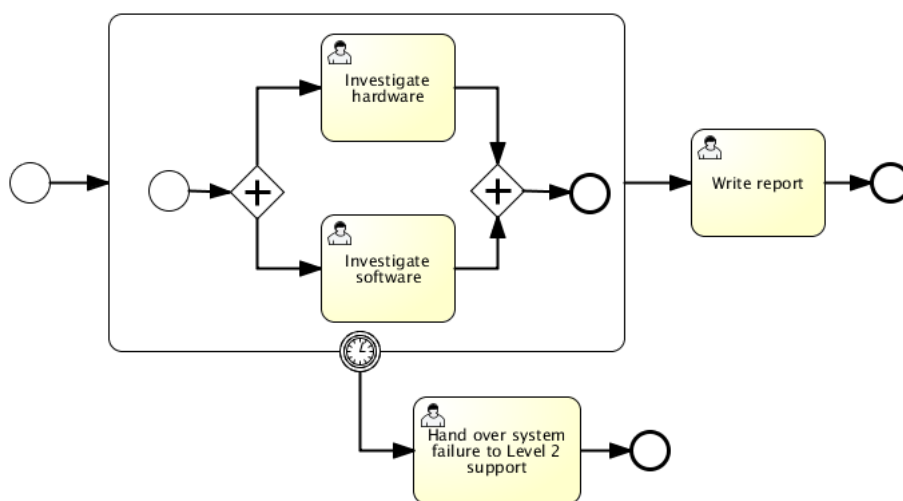 Investigate
hardware
Investigate
software
Write report
Hand over system
failure to Level 2
support